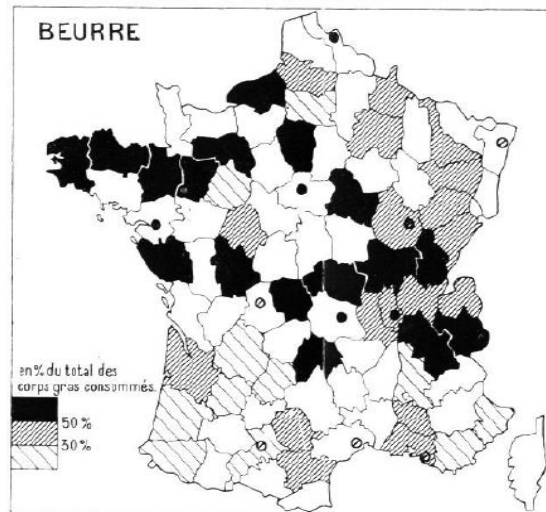 BEURRE
en % du total des
corps gras consommés.
50 %
30 %